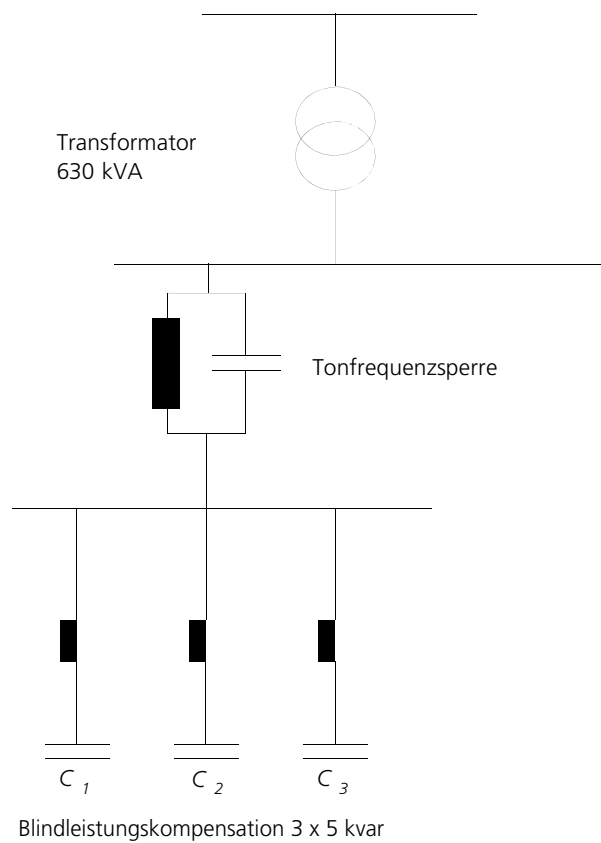 Transformator
630 kVA
Tonfrequenzsperre
C 1 C 2 C 3
Blindleistungskompensation 3 x 5 kvar